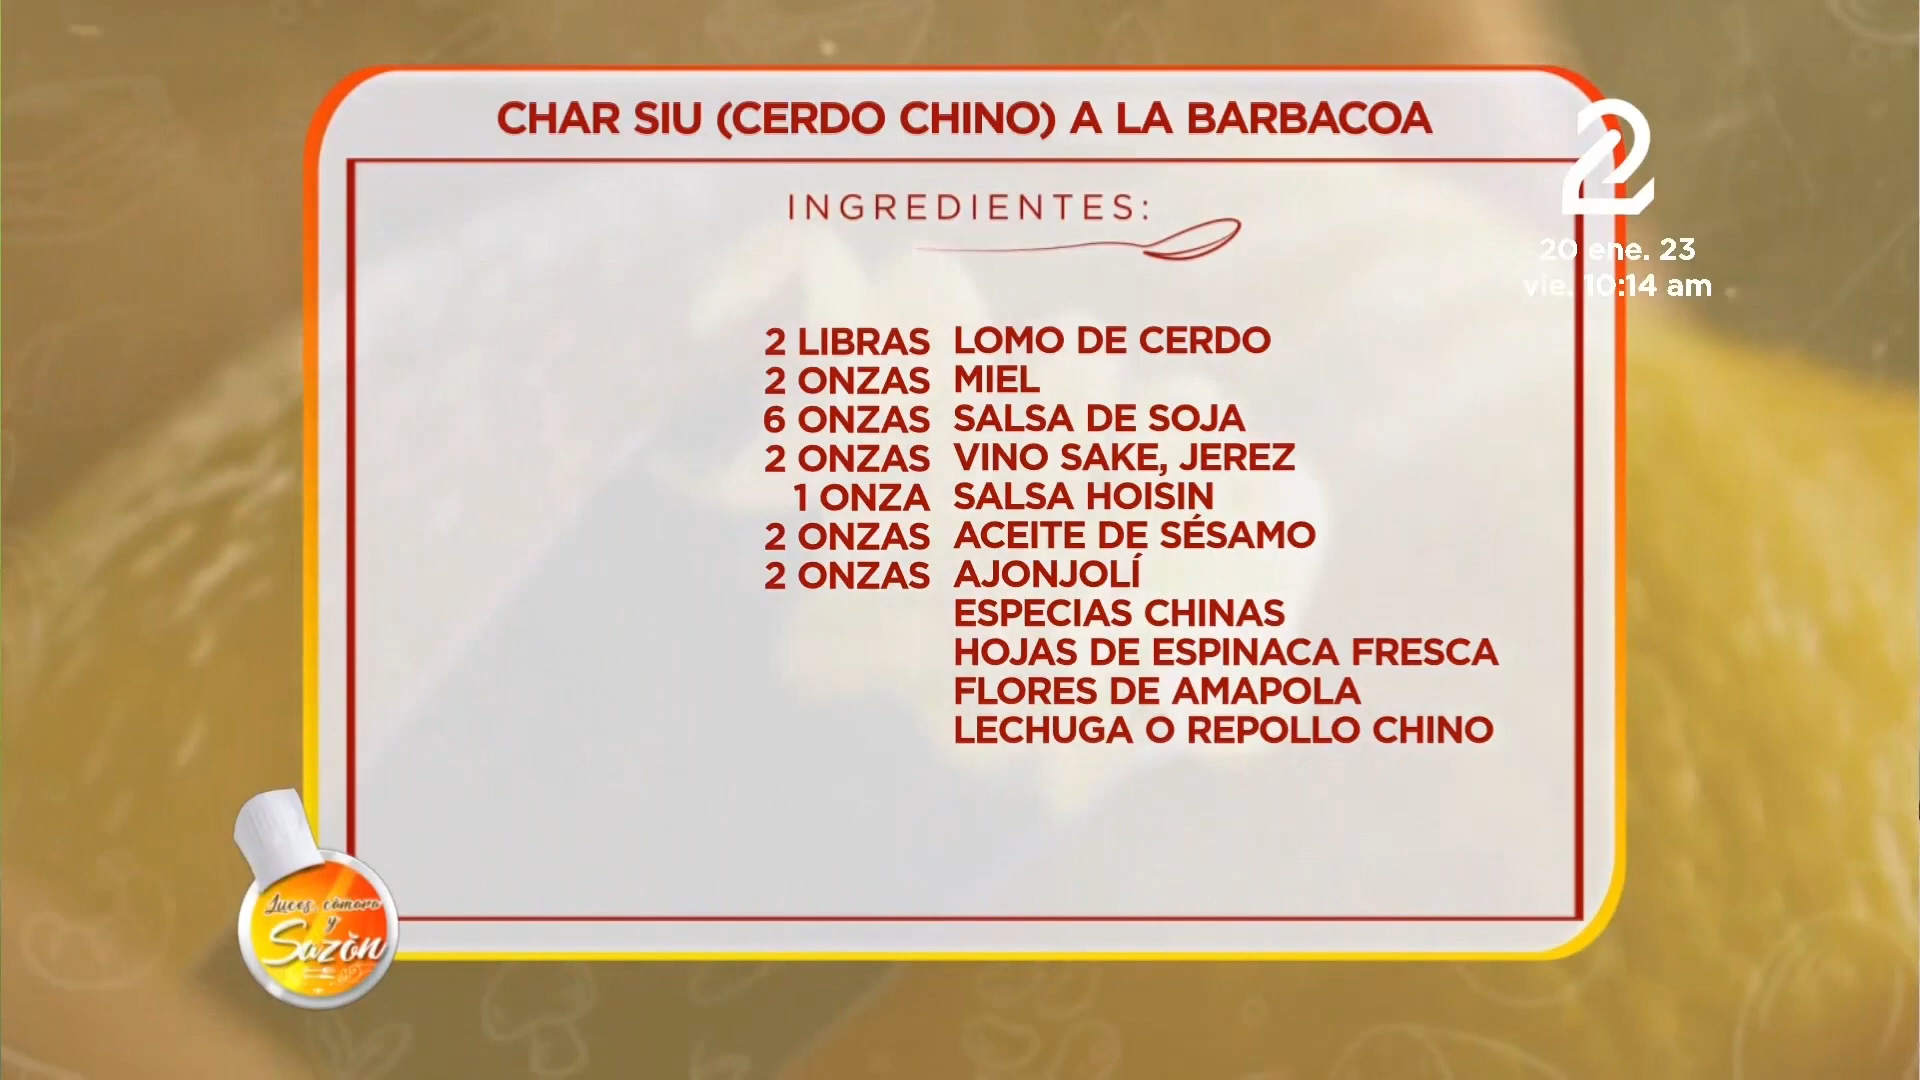 CHAR SIU (CERDO CHINO) A LA BARBACOA
INGREDIENTES:
20 ene. 23
vie. 10:14 am
2 LIBRAS LOMO DE CERDO
2 ONZAS MIEL
6 ONZAS SALSA DE SOJA
2 ONZAS VINO SAKE, JEREZ
1 ONZA SALSA HOISIN
2 ONZAS ACEITE DE SÉSAMO
2 ONZAS AJONJOLÍ
ESPECIAS CHINAS
HOJAS DE ESPINACA FRESCA
FLORES DE AMAPOLA
LECHUGA O REPOLLO CHINO
Luces, cámara
y
Sazòn